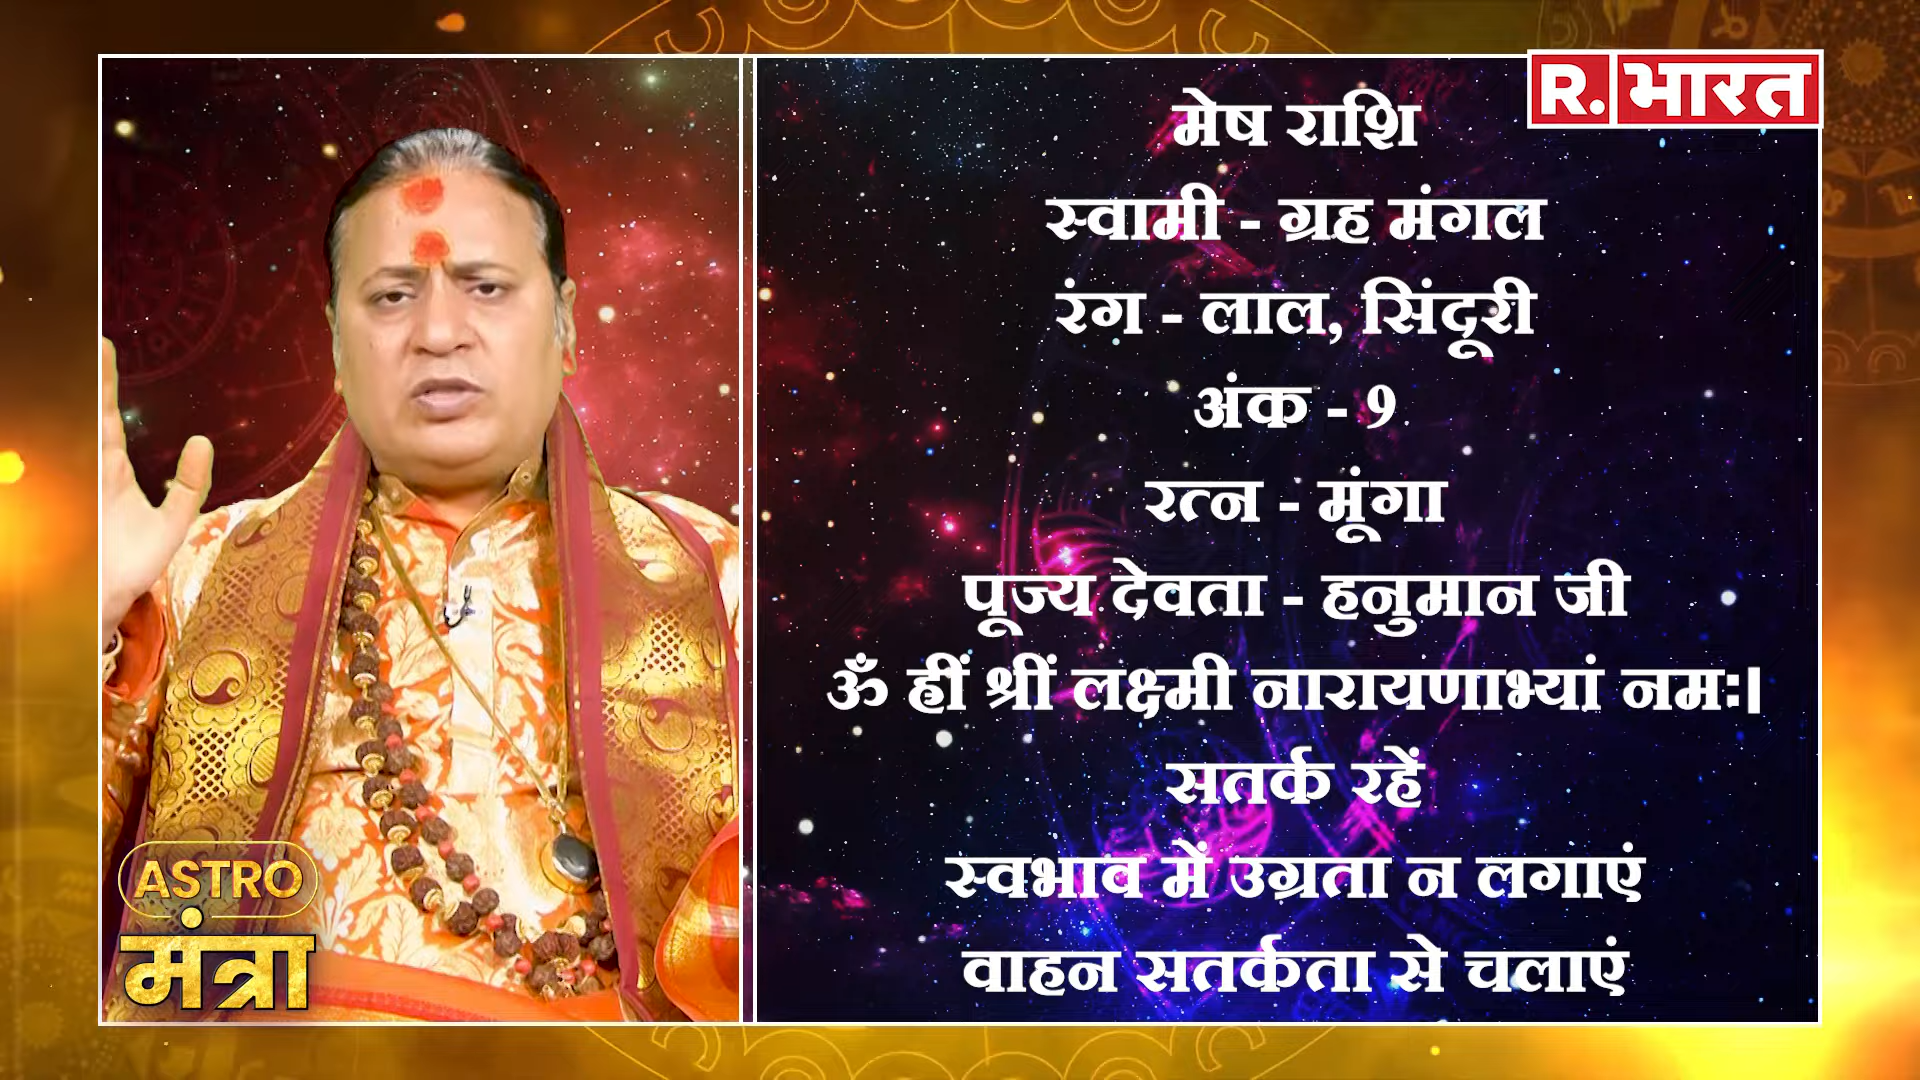 R. भारत
मेष राशि
स्वामी - ग्रह मंगल
रंग - लाल, सिंदूरी
अंक - 9
रत्न - मूंगा
पूज्य देवता - हनुमान जी
ॐ ह्रीं श्रीं लक्ष्मी नारायणाभ्यां नमः।
सतर्क रहें
स्वभाव में उग्रता न लगाएं
वाहन सतर्कता से चलाएं
ASTRO
मंत्रा